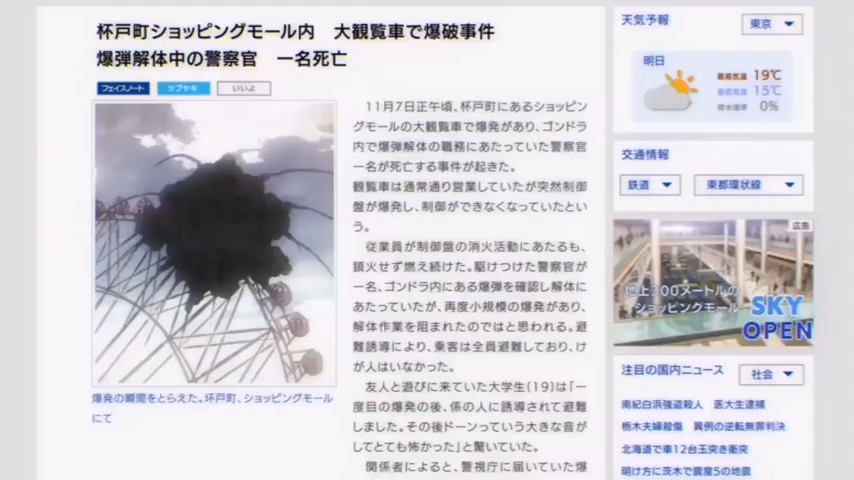 杯戸町ショッピングモール内　大観覧車で爆破事件
爆弾解体中の警察官　一名死亡
フェイスノート　ツブヤキ　いいよ
11月7日正午頃、杯戸町にあるショッピン
グモールの大観覧車で爆発があり、ゴンドラ
内で爆弾解体の職務にあたっていた警察官
一名が死亡する事件が起きた。
観覧車は通常通り営業していたが突然制御
盤が爆発し、制御ができなくなっていたとい
う。
従業員が制御盤の消火活動にあたるも、
鎮火せず燃え続けた。駆けつけた警察官が
一名、ゴンドラ内にある爆弾を確認し解体に
あたっていたが、再度小規模の爆発があり、
解体作業を阻まれたのではと思われる。避
難誘導により、乗客は全員避難しており、け
が人はいなかった。
友人と遊びに来ていた大学生(19)は「一
度目の爆発の後、係の人に誘導されて避難
しました。その後ドーンっていう大きな音が
してとても怖かった」と驚いていた。
関係者によると、警視庁に届いていた爆
爆発の瞬間をとらえた。坏戸町、ショッピングモール
にて
天気予報
東京
明日
最高気温 19℃
最低気温 15℃
降水確率 0%
交通情報
鉄道
東都環状線
広告
地上300メートルの
ショッピングモール
SKY
OPEN
注目の国内ニュース
社会
南紀白浜強盗殺人　医大生逮捕
栃木夫婦殺傷　異例の逆転無罪判決
北海道で車12台玉突き衝突
明け方に茨木で震度5の地震